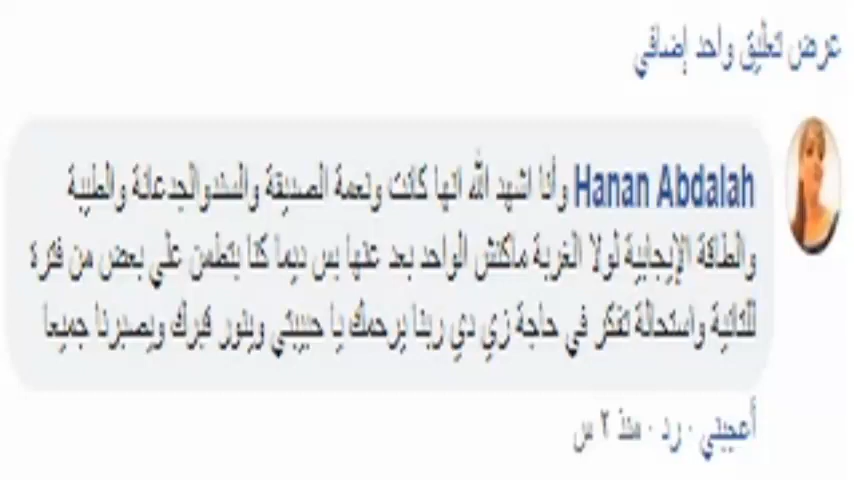 عرض تعليق واحد إضافي
Hanan Abdalah وأنا اشهد الله انها كانت ونعمة الصديقة والسندوالجدعانة والطيبة
والطاقة الإيجابية لولا الغربة ماكنش الواحد بعد عنها بس ديما كنا بنطمن علي بعض من فترة
للتانية واستحالة تفكر في حاجة زي دي ربنا يرحمك يا حبيبتي وينور قبرك ويصبرنا جميعا
أعجبني · رد · منذ ٢ س